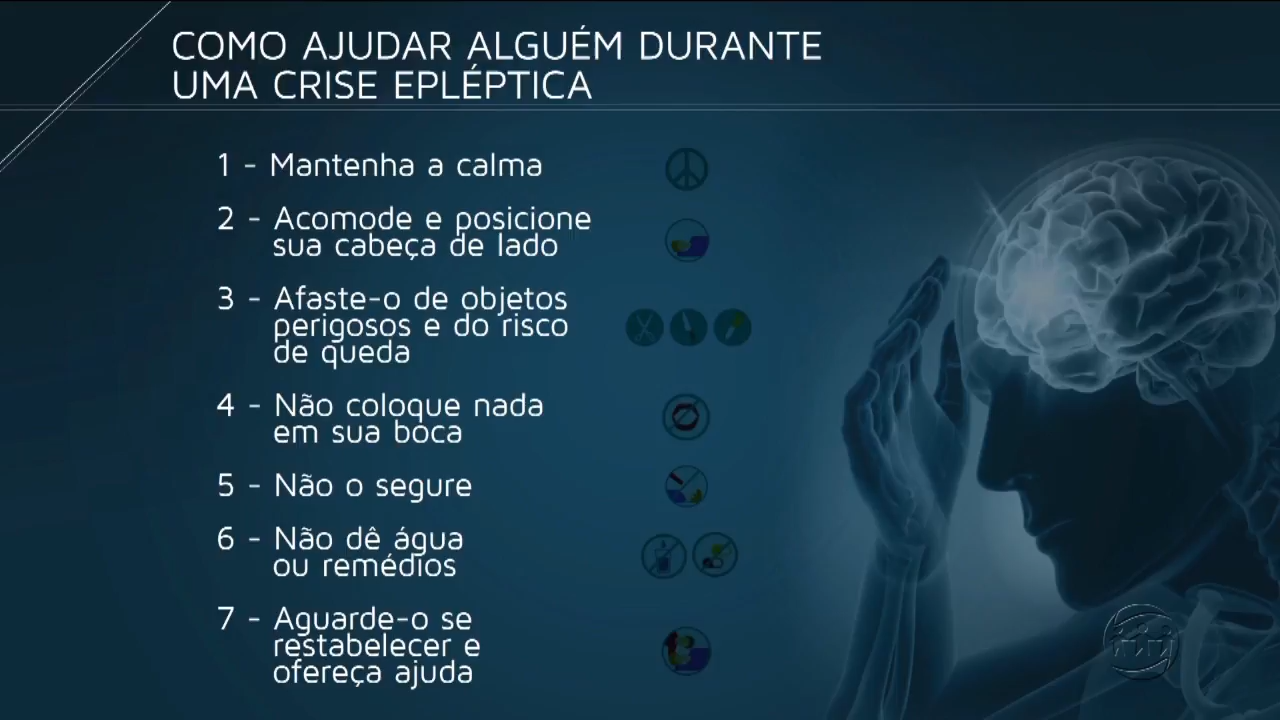 COMO AJUDAR ALGUÉM DURANTE
UMA CRISE EPLÉPTICA
1 - Mantenha a calma
2 - Acomode e posicione
sua cabeça de lado
3 - Afaste-o de objetos
perigosos e do risco
de queda
4 - Não coloque nada
em sua boca
5 - Não o segure
6 - Não dê água
ou remédios
7 - Aguarde-o se
restabelecer e
ofereça ajuda